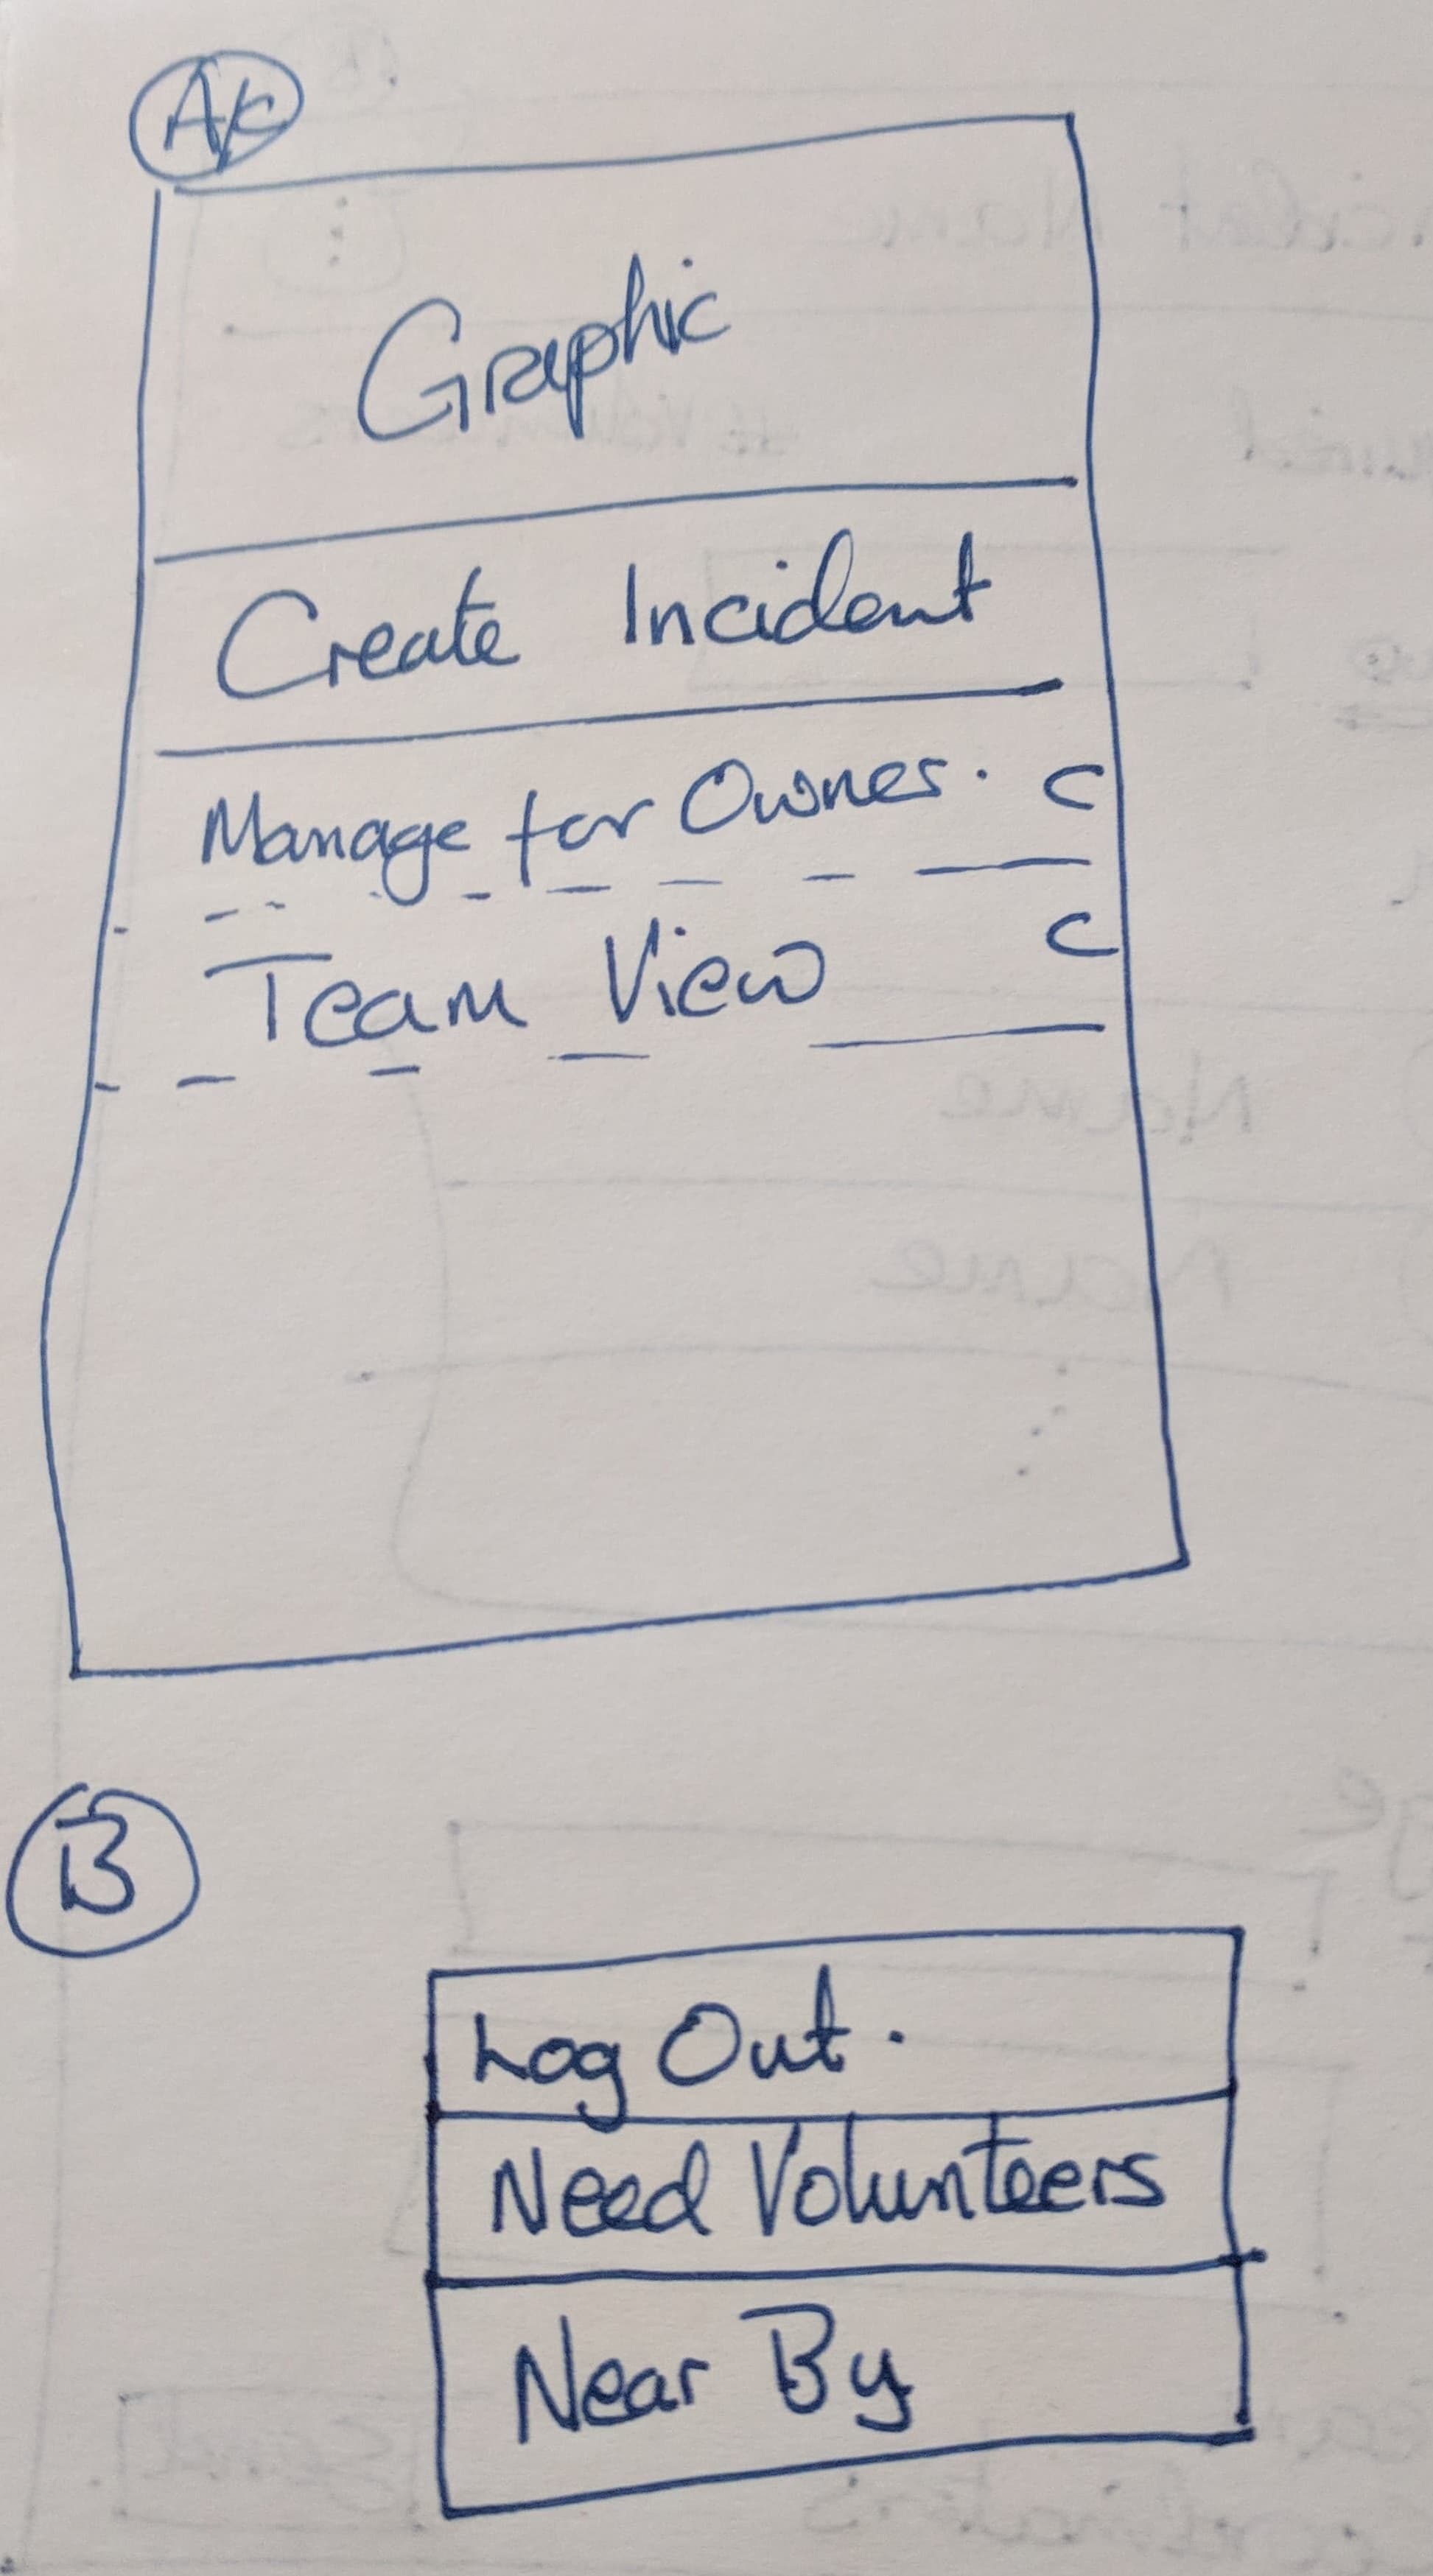 A/C
Graphic
Create Incident
Manage for Owner. C
Team View C
B
Log Out.
Need Volunteers
Near By